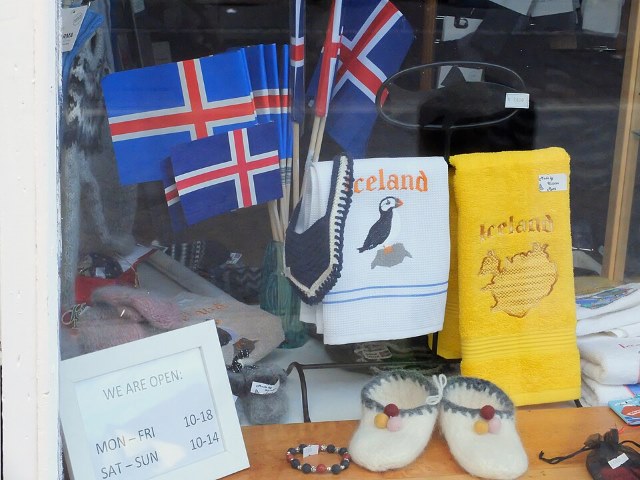 Iceland
Iceland
WE ARE OPEN:
MON – FRI 10-18
SAT – SUN 10-14